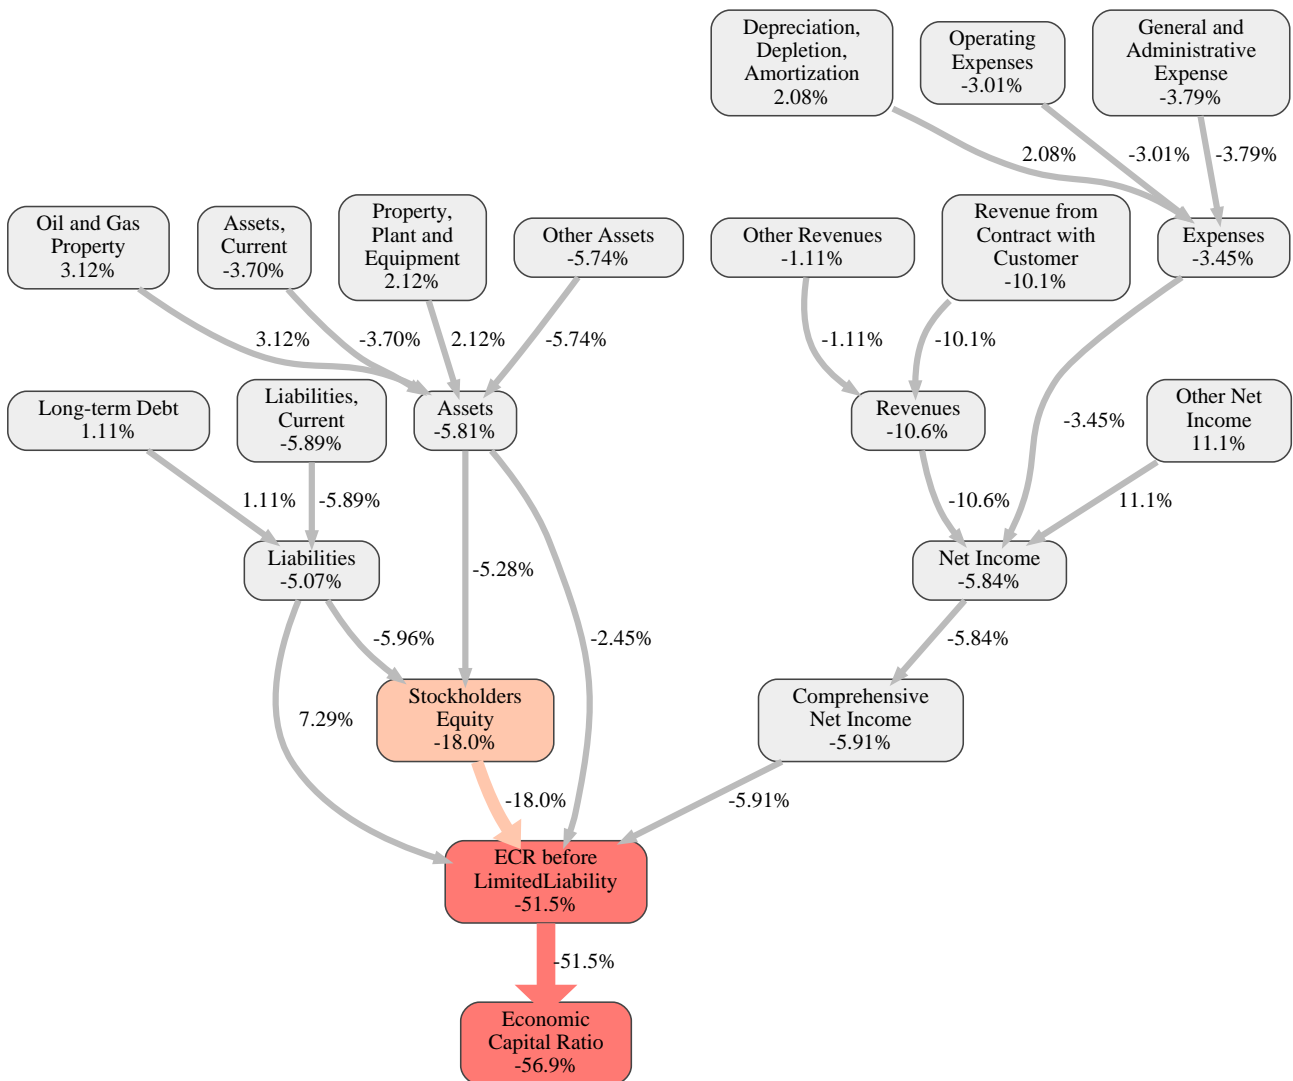 Depreciation,
Depletion,
Amortization
2.08%
Operating
Expenses
-3.01%
General and
Administrative
Expense
-3.79%
2.08%
-3.01%
-3.79%
Oil and Gas
Property
3.12%
Assets,
Current
-3.70%
Property,
Plant and
Equipment
2.12%
Other Assets
-5.74%
Other Revenues
-1.11%
Revenue from
Contract with
Customer
-10.1%
Expenses
-3.45%
3.12%
-3.70%
2.12%
-5.74%
-1.11%
-10.1%
Long-term Debt
1.11%
Liabilities,
Current
-5.89%
Assets
-5.81%
Revenues
-10.6%
-3.45%
Other Net
Income
11.1%
1.11%
-5.89%
-10.6%
11.1%
Liabilities
-5.07%
-5.28%
Net Income
-5.84%
-5.96%
-2.45%
-5.84%
7.29%
Stockholders
Equity
-18.0%
Comprehensive
Net Income
-5.91%
-18.0%
-5.91%
ECR before
LimitedLiability
-51.5%
-51.5%
Economic
Capital Ratio
-56.9%